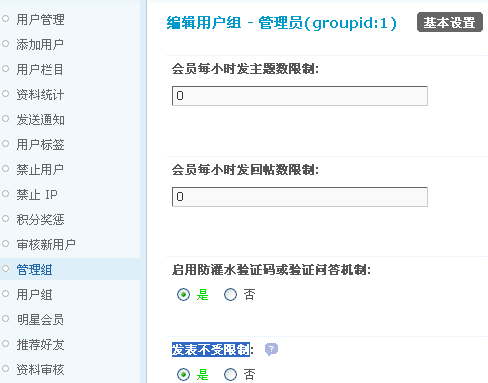 用户管理
添加用户
用户栏目
资料统计
发送通知
用户标签
禁止用户
禁止 IP
积分奖惩
审核新用户
管理组
用户组
明星会员
推荐好友
资料审核
编辑用户组 - 管理员(groupid:1) 基本设置
会员每小时发主题数限制:
0
会员每小时发回帖数限制:
0
启用防灌水验证码或验证问答机制:
是 否
发表不受限制: ?
是 否